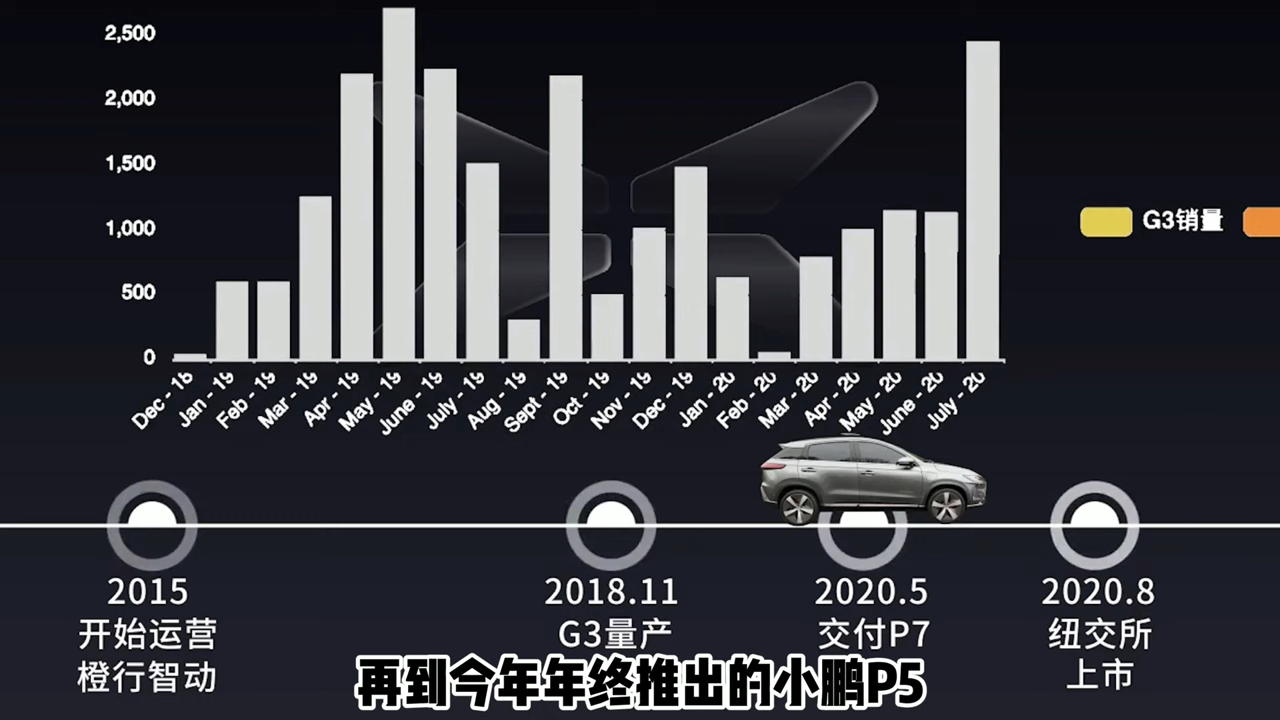 2,500
2,000
1,500
1,000
500
0
G3销量
Dec - 18
Jan - 19
Feb - 19
Mar - 19
Apr - 19
May - 19
June - 19
July - 19
Aug - 19
Sept - 19
Oct - 19
Nov - 19
Dec - 19
Jan - 20
Feb - 20
Mar - 20
Apr - 20
May - 20
June - 20
July - 20
2015
开始运营
橙行智动
2018.11
G3量产
2020.5
交付P7
2020.8
纽交所
上市
再到今年年终推出的小鹏P5